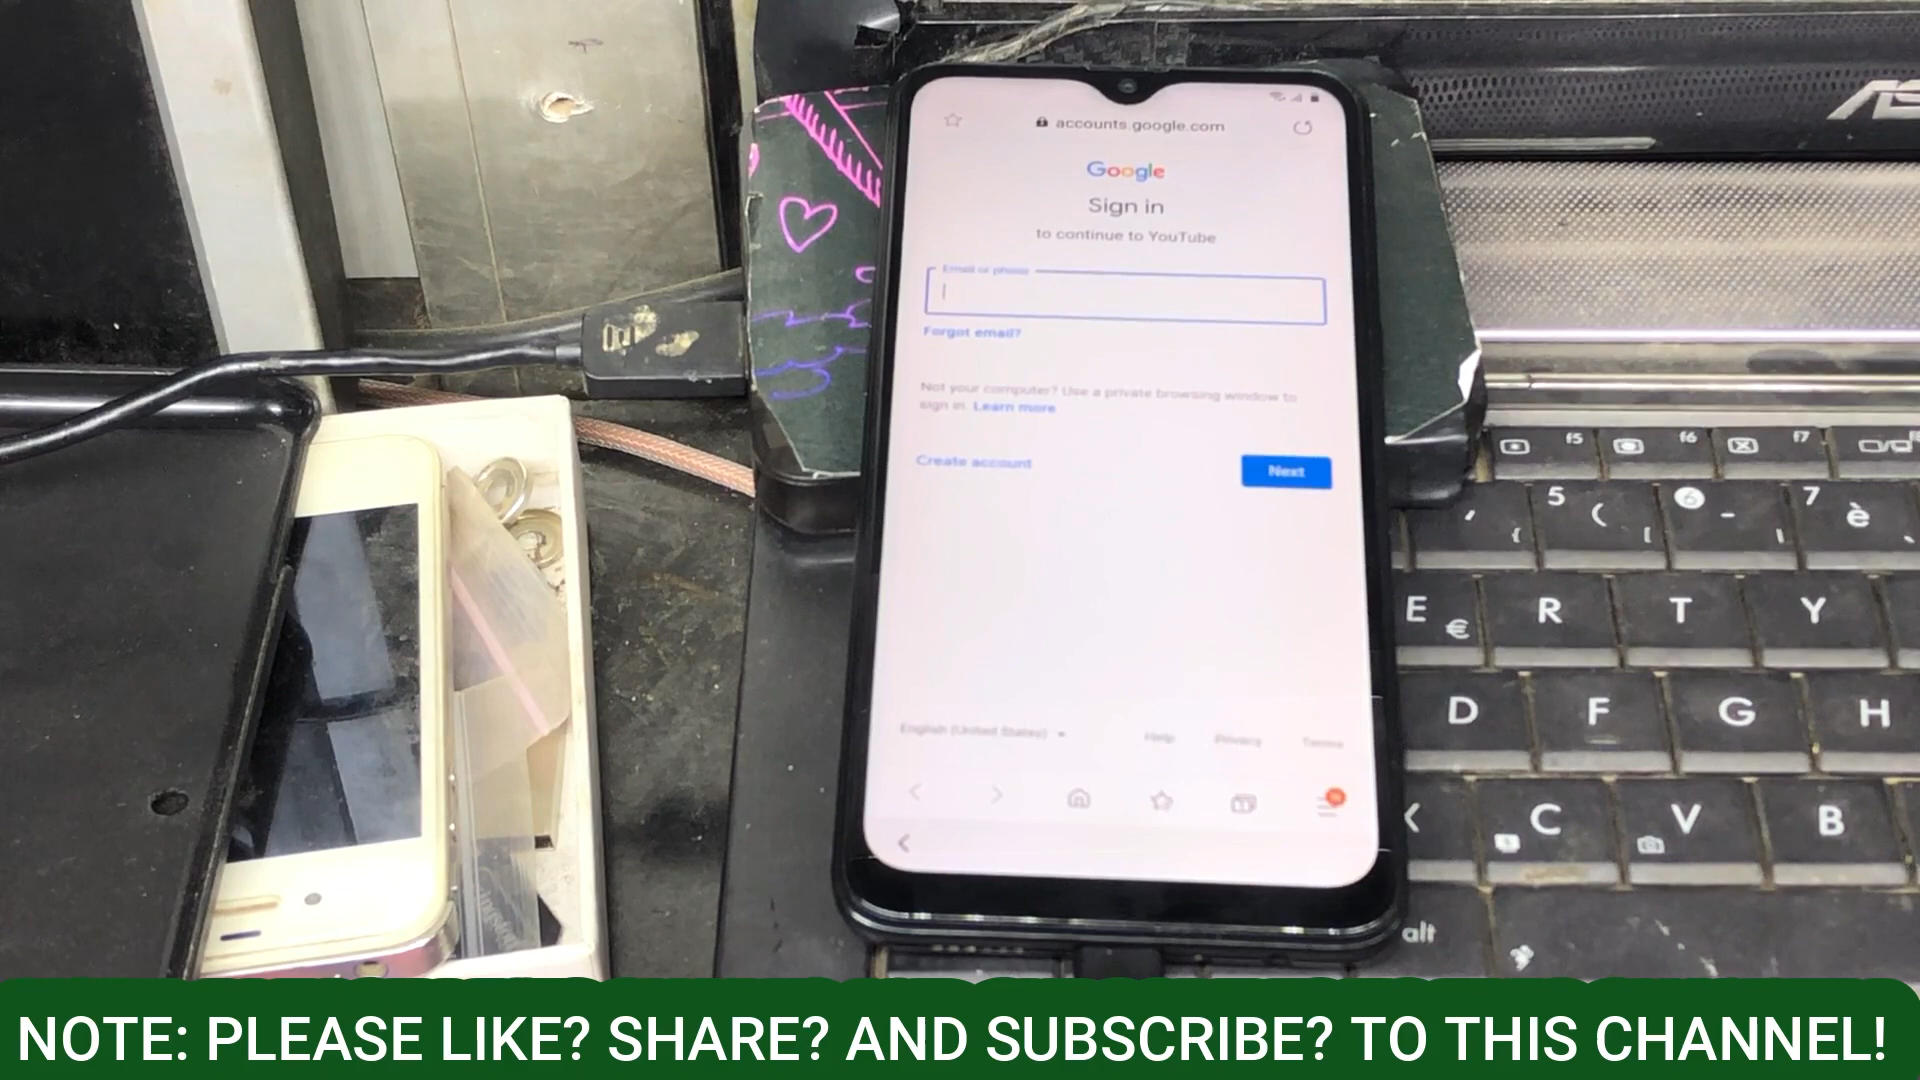 accounts.google.com
Google
Sign in
to continue to YouTube
Email or phone
Forgot email?
Not your computer? Use a private browsing window to
sign in. Learn more
Create account
Next
English (United States)
Help
Privacy
Terms
f5
f6
f7
5
(
{
[
6
-
|
7
è
E
€
R
T
Y
D
F
G
H
C
V
B
alt
NOTE: PLEASE LIKE? SHARE? AND SUBSCRIBE? TO THIS CHANNEL!